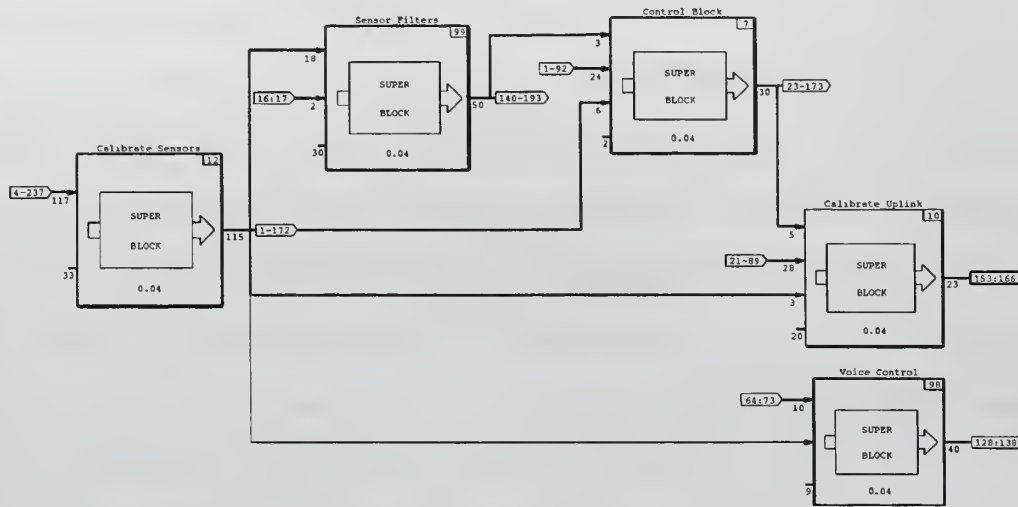 Sensor Filters
99
18
16:17
2
SUPER
BLOCK
50
140-193
30
0.04
Control Block
7
3
1-92
24
SUPER
6
BLOCK
30
23-173
2
0.04
Calibrate Sensors
12
4-237
117
SUPER
BLOCK
115
1-172
33
0.04
Calibrate Uplink
10
5
21-89
28
SUPER
3
BLOCK
23
153:166
20
0.04
Voice Control
98
64:73
10
SUPER
BLOCK
40
128:138
9
0.04